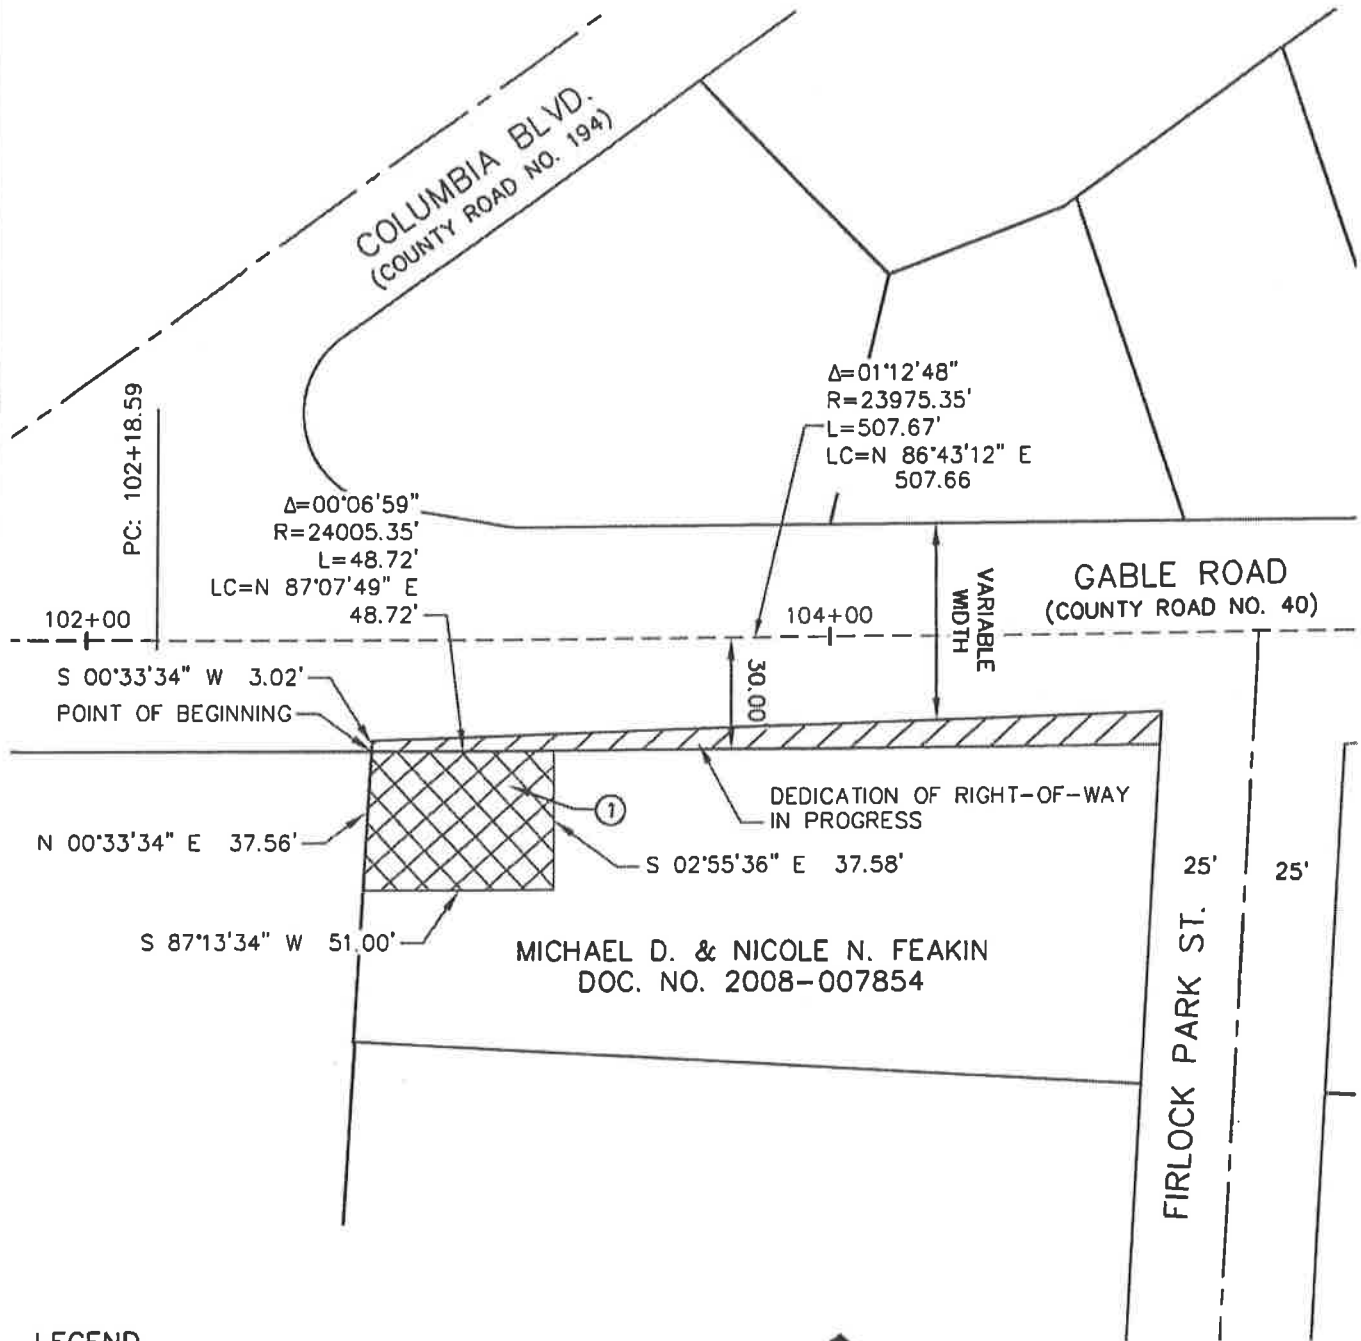 COLUMBIA BLVD.
(COUNTY ROAD NO. 194)
PC: 102+18.59
Δ=01°12'48"
R=23975.35'
L=507.67'
LC=N 86°43'12" E
507.66
Δ=00°06'59"
R=24005.35'
L=48.72'
LC=N 87°07'49" E
48.72'
102+00
104+00
VARIABLE
WIDTH
GABLE ROAD
(COUNTY ROAD NO. 40)
30.00'
S 00°33'34" W 3.02'
POINT OF BEGINNING
DEDICATION OF RIGHT-OF-WAY
IN PROGRESS
1
N 00°33'34" E 37.56'
S 02°55'36" E 37.58'
25'
25'
S 87°13'34" W 51.00'
MICHAEL D. & NICOLE N. FEAKIN
DOC. NO. 2008-007854
FIRLOCK PARK ST.
LEGEND